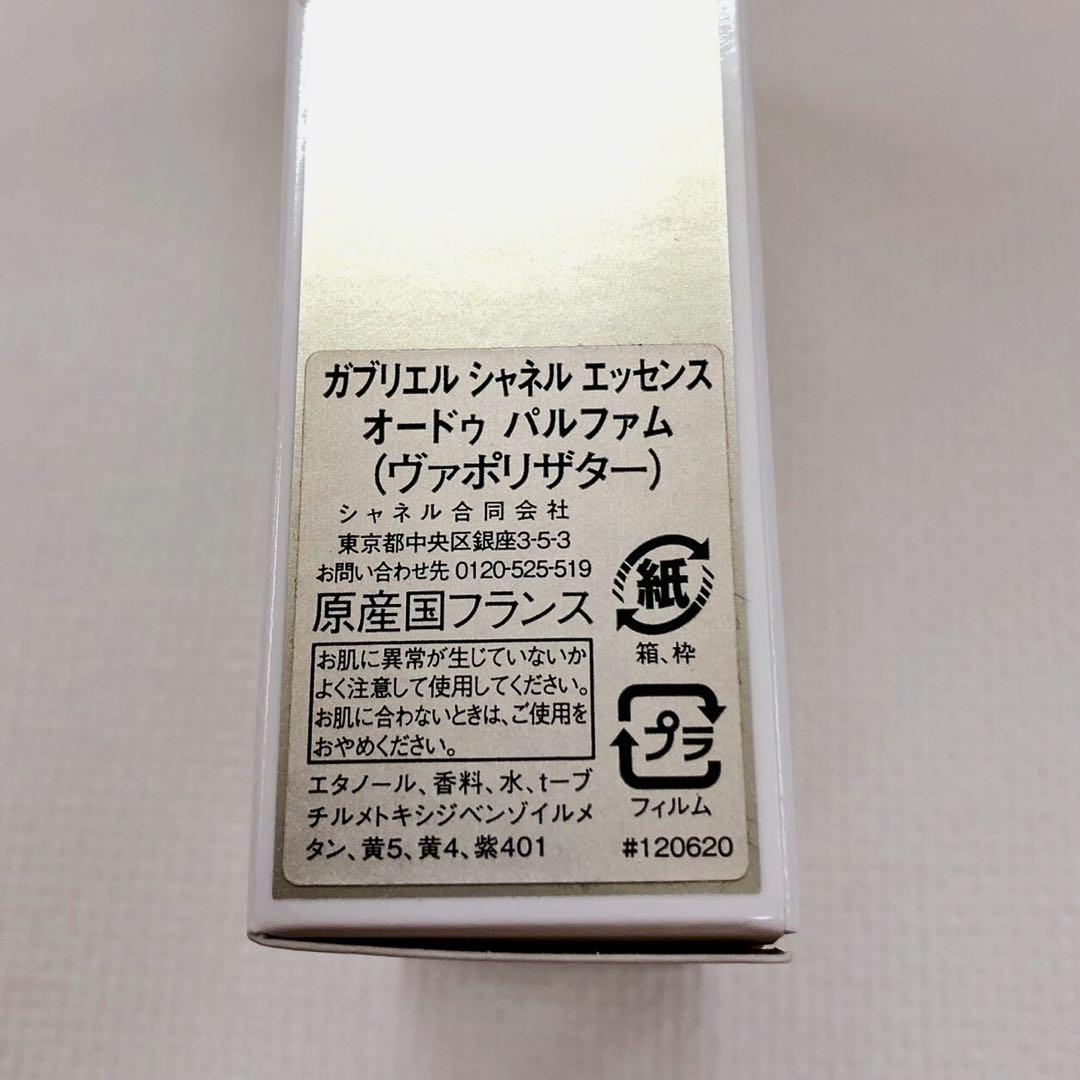 ガブリエル シャネル エッセンス
オードゥ パルファム
(ヴァポリザター)
シャネル合同会社
東京都中央区銀座3-5-3
お問い合わせ先 0120-525-519
原産国フランス
お肌に異常が生じていないか
よく注意して使用してください。
お肌に合わないときは、ご使用を
おやめください。
エタノール、香料、水、t-ブ
チルメトキシジベンゾイルメ
タン、黄5、黄4、紫401
紙
箱、枠
プラ
フィルム
#120620